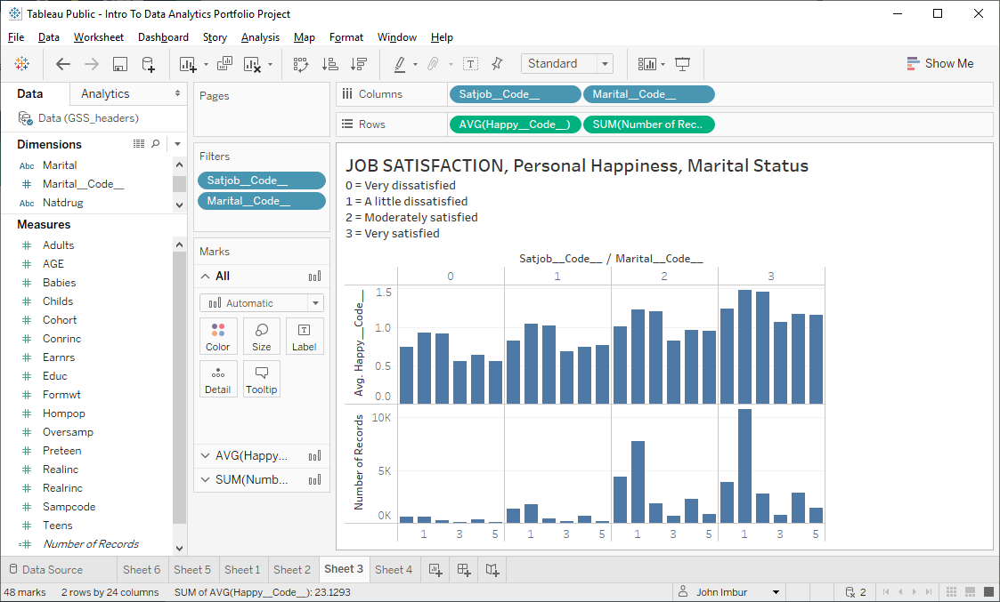 Tableau Public - Intro To Data Analytics Portfolio Project
File Data Worksheet Dashboard Story Analysis Map Format Window Help
Standard
Show Me
Data Analytics
Data (GSS_headers)
Dimensions
Abc Marital
Marital__Code__
Abc Natdrug
Measures
Adults
AGE
Babies
Childs
Cohort
Conrinc
Earnrs
Educ
Formwt
Hompop
Oversamp
Preteen
Realinc
Realrinc
Sampcode
Teens
Number of Records
Pages
Filters
Satjob__Code__
Marital__Code__
Marks
All
Automatic
Color Size Label
Detail Tooltip
AVG(Happy...
SUM(Numb...
Columns Satjob__Code__ Marital__Code__
Rows AVG(Happy__Code__) SUM(Number of Rec..
JOB SATISFACTION, Personal Happiness, Marital Status
0 = Very dissatisfied
1 = A little dissatisfied
2 = Moderately satisfied
3 = Very satisfied
Satjob__Code__ / Marital__Code__
0 1 2 3
Avg. Happy__Code__
1.5
1.0
0.5
0.0
Number of Records
10K
5K
0K
1 3 5 1 3 5 1 3 5 1 3 5
Data Source Sheet 6 Sheet 5 Sheet 1 Sheet 2 Sheet 3 Sheet 4
48 marks 2 rows by 24 columns SUM of AVG(Happy__Code__): 23.1293 John Imbur 2